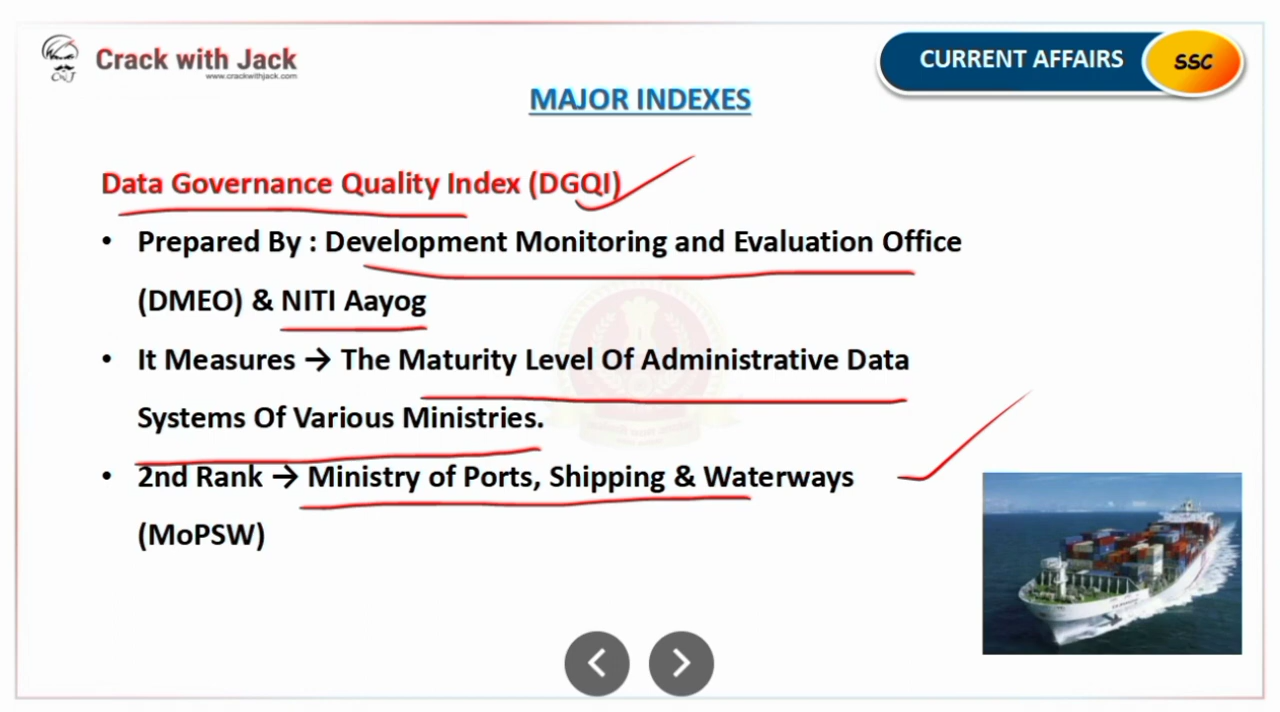 Crack with Jack
www.crackwithjack.com
CURRENT AFFAIRS
SSC
MAJOR INDEXES
Data Governance Quality Index (DGQI)
• Prepared By : Development Monitoring and Evaluation Office
(DMEO) & NITI Aayog
• It Measures → The Maturity Level Of Administrative Data
Systems Of Various Ministries.
• 2nd Rank → Ministry of Ports, Shipping & Waterways
(MoPSW)